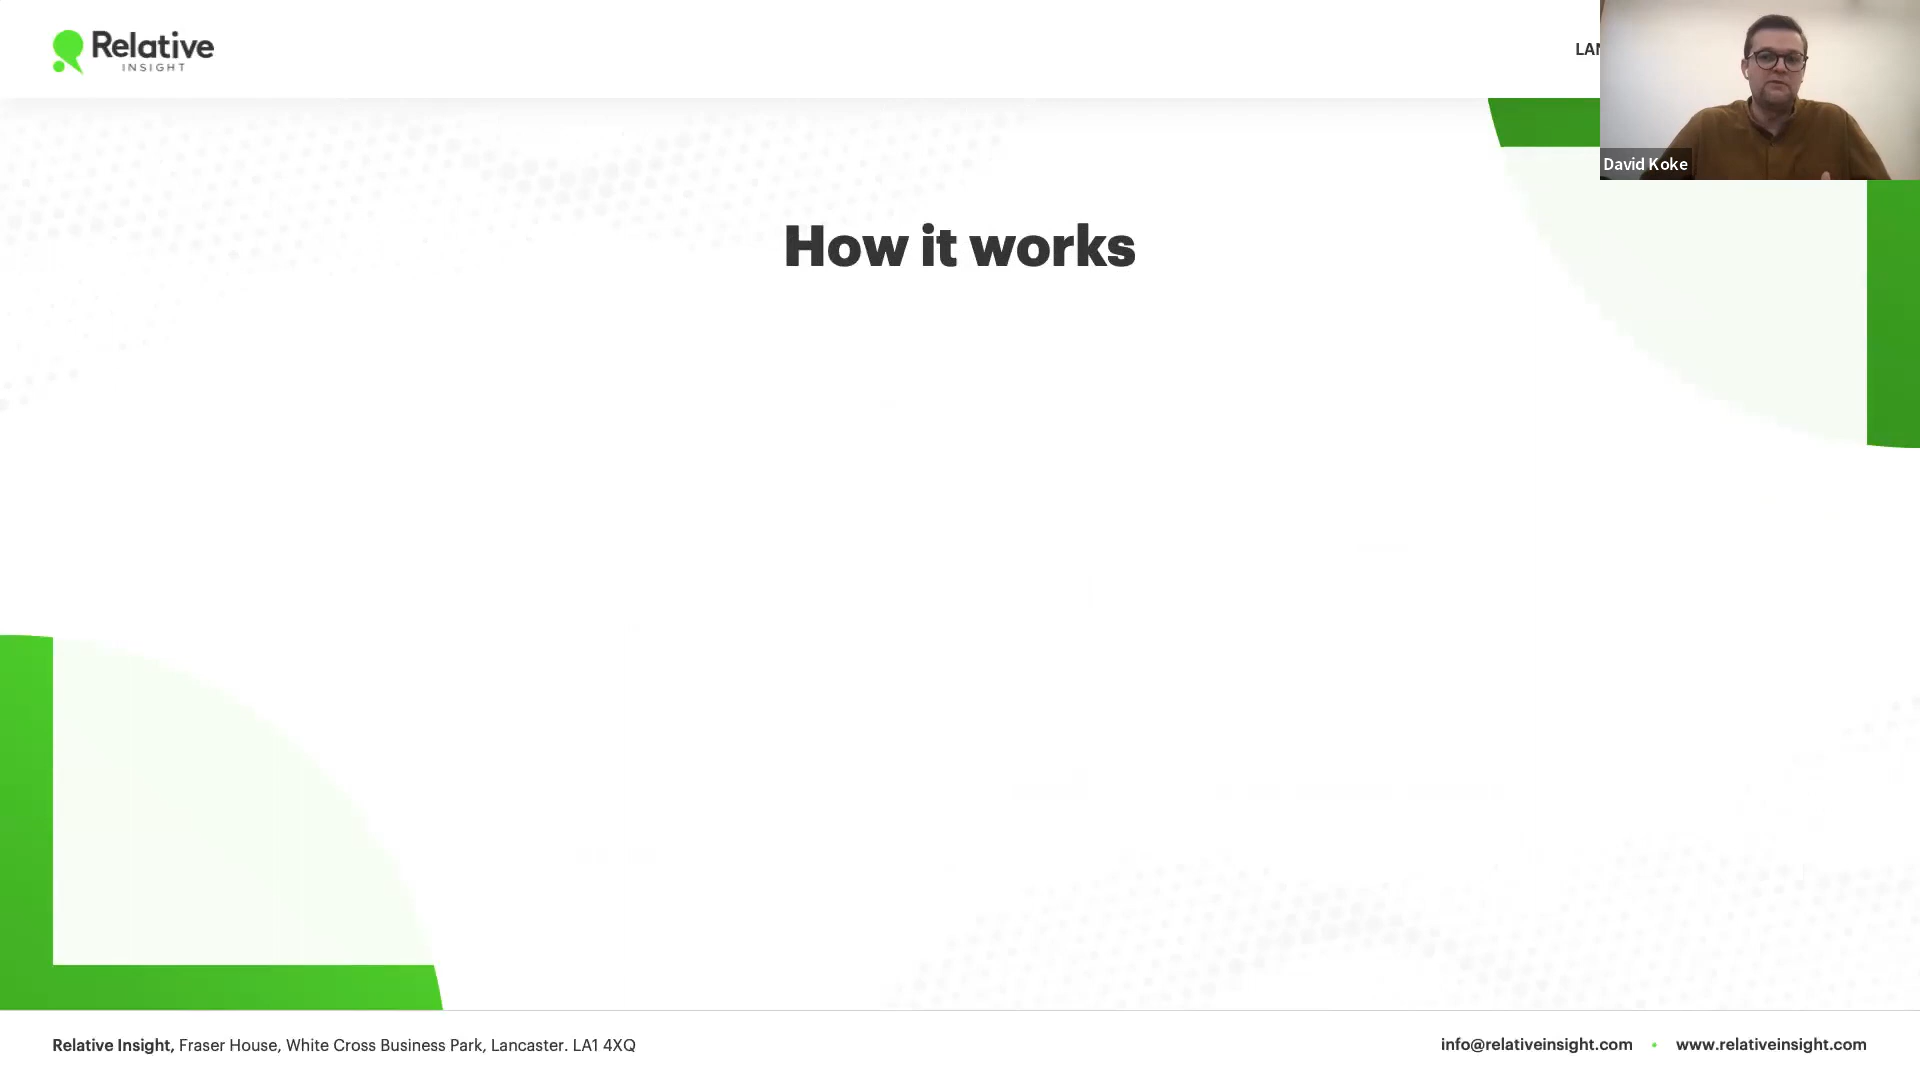 Relative
INSIGHT
David Koke
How it works
Relative Insight, Fraser House, White Cross Business Park, Lancaster. LA1 4XQ
info@relativeinsight.com • www.relativeinsight.com